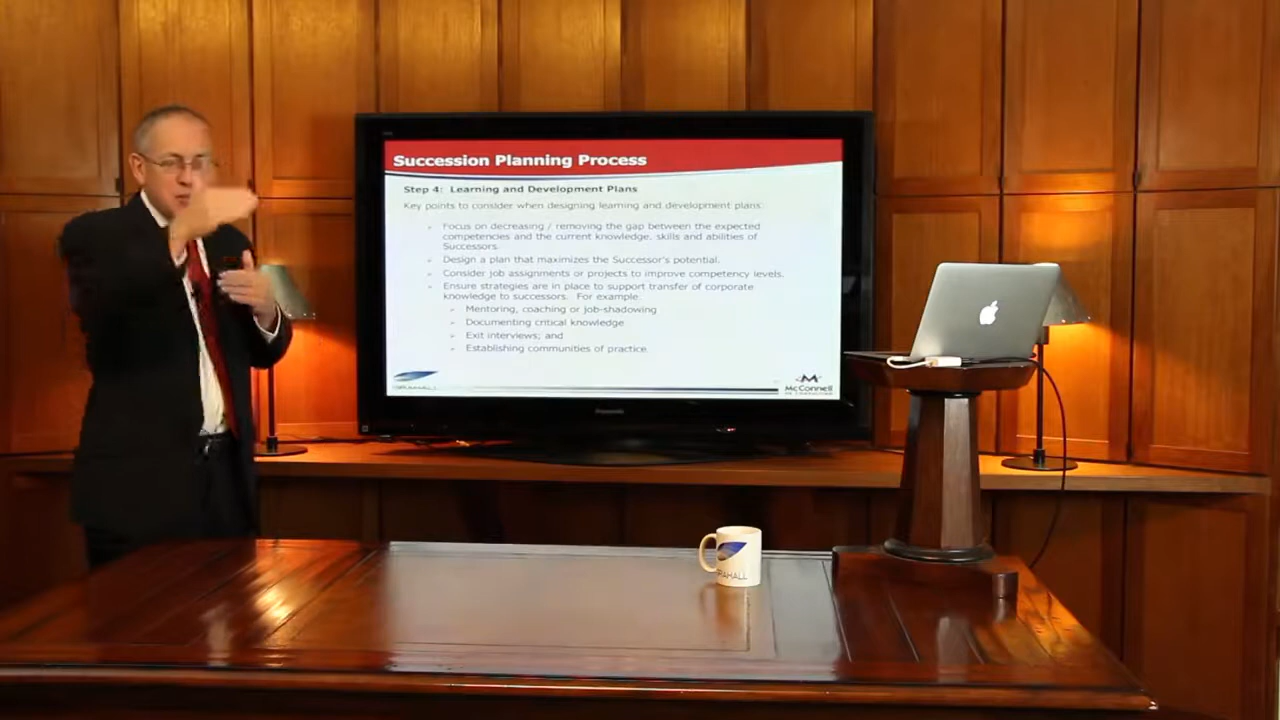 Succession Planning Process
Step 4: Learning and Development Plans
Key points to consider when designing learning and development plans:
Focus on decreasing / removing the gap between the expected
competencies and the current knowledge, skills and abilities of
Successors.
Design a plan that maximizes the Successor's potential.
Consider job assignments or projects to improve competency levels.
Ensure strategies are in place to support transfer of corporate
knowledge to successors. For example:
Mentoring, coaching or job-shadowing
Documenting critical knowledge
Exit interviews; and
Establishing communities of practice.
McConnell
HR CONSULTING
Panasonic
GRAHALL